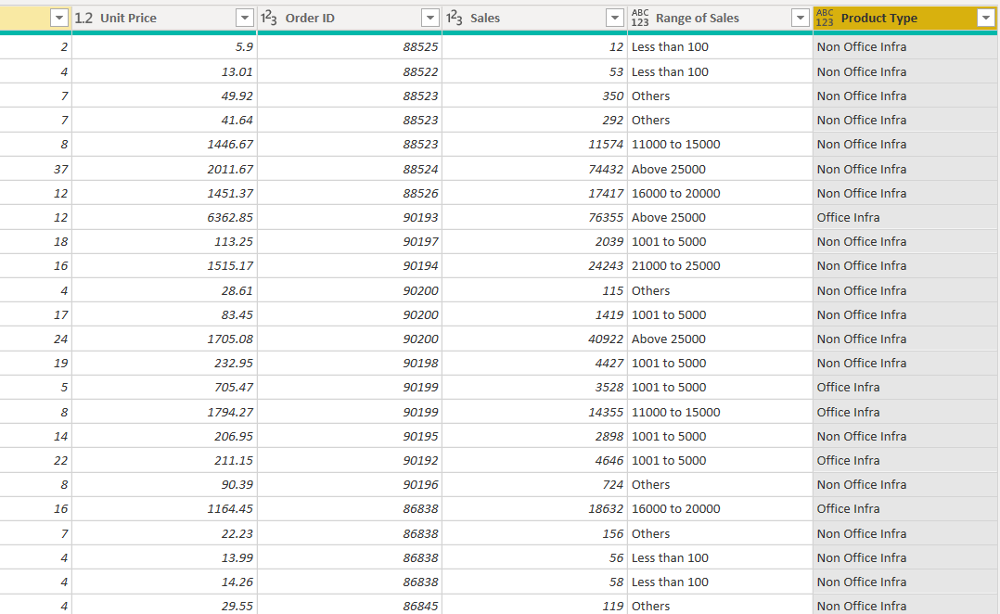 1.2 Unit Price 1²3 Order ID 1²3 Sales ABC 123 Range of Sales ABC 123 Product Type
2 5.9 88525 12 Less than 100 Non Office Infra
4 13.01 88522 53 Less than 100 Non Office Infra
7 49.92 88523 350 Others Non Office Infra
7 41.64 88523 292 Others Non Office Infra
8 1446.67 88523 11574 11000 to 15000 Non Office Infra
37 2011.67 88524 74432 Above 25000 Non Office Infra
12 1451.37 88526 17417 16000 to 20000 Non Office Infra
12 6362.85 90193 76355 Above 25000 Office Infra
18 113.25 90197 2039 1001 to 5000 Non Office Infra
16 1515.17 90194 24243 21000 to 25000 Non Office Infra
4 28.61 90200 115 Others Non Office Infra
17 83.45 90200 1419 1001 to 5000 Non Office Infra
24 1705.08 90200 40922 Above 25000 Non Office Infra
19 232.95 90198 4427 1001 to 5000 Non Office Infra
5 705.47 90199 3528 1001 to 5000 Office Infra
8 1794.27 90199 14355 11000 to 15000 Office Infra
14 206.95 90195 2898 1001 to 5000 Non Office Infra
22 211.15 90192 4646 1001 to 5000 Office Infra
8 90.39 90196 724 Others Non Office Infra
16 1164.45 86838 18632 16000 to 20000 Office Infra
7 22.23 86838 156 Others Non Office Infra
4 13.99 86838 56 Less than 100 Non Office Infra
4 14.26 86838 58 Less than 100 Non Office Infra
4 29.55 86845 119 Others Non Office Infra